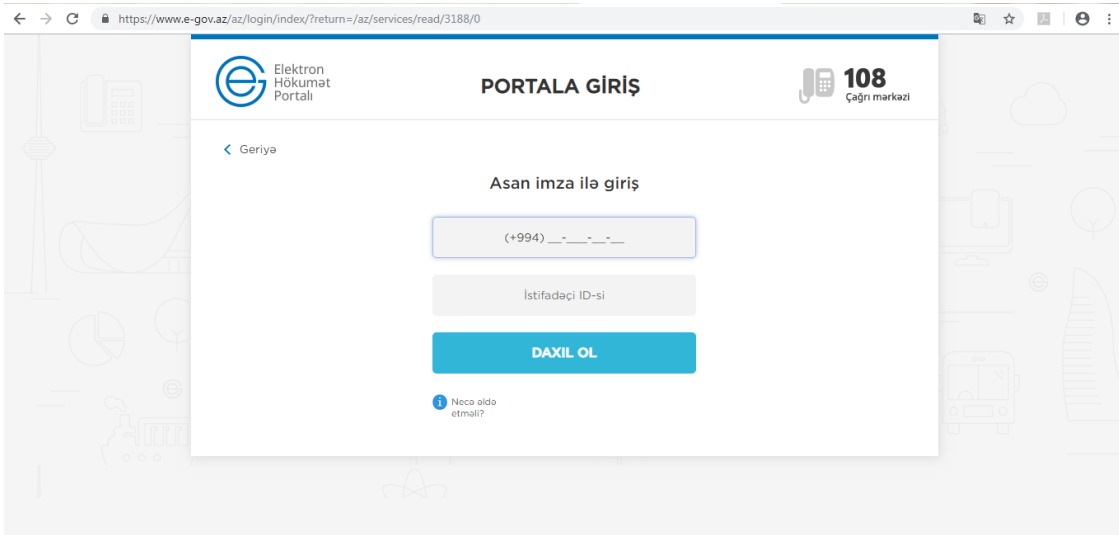 https://www.e-gov.az/az/login/index/?return=/az/services/read/3188/0
Elektron
Hökumət
Portalı
PORTALA GİRİŞ
108
Çağrı mərkəzi
Geriyə
Asan imza ilə giriş
(+994) __-___-__-__
İstifadəçi ID-si
DAXIL OL
Necə əldə
etməli?